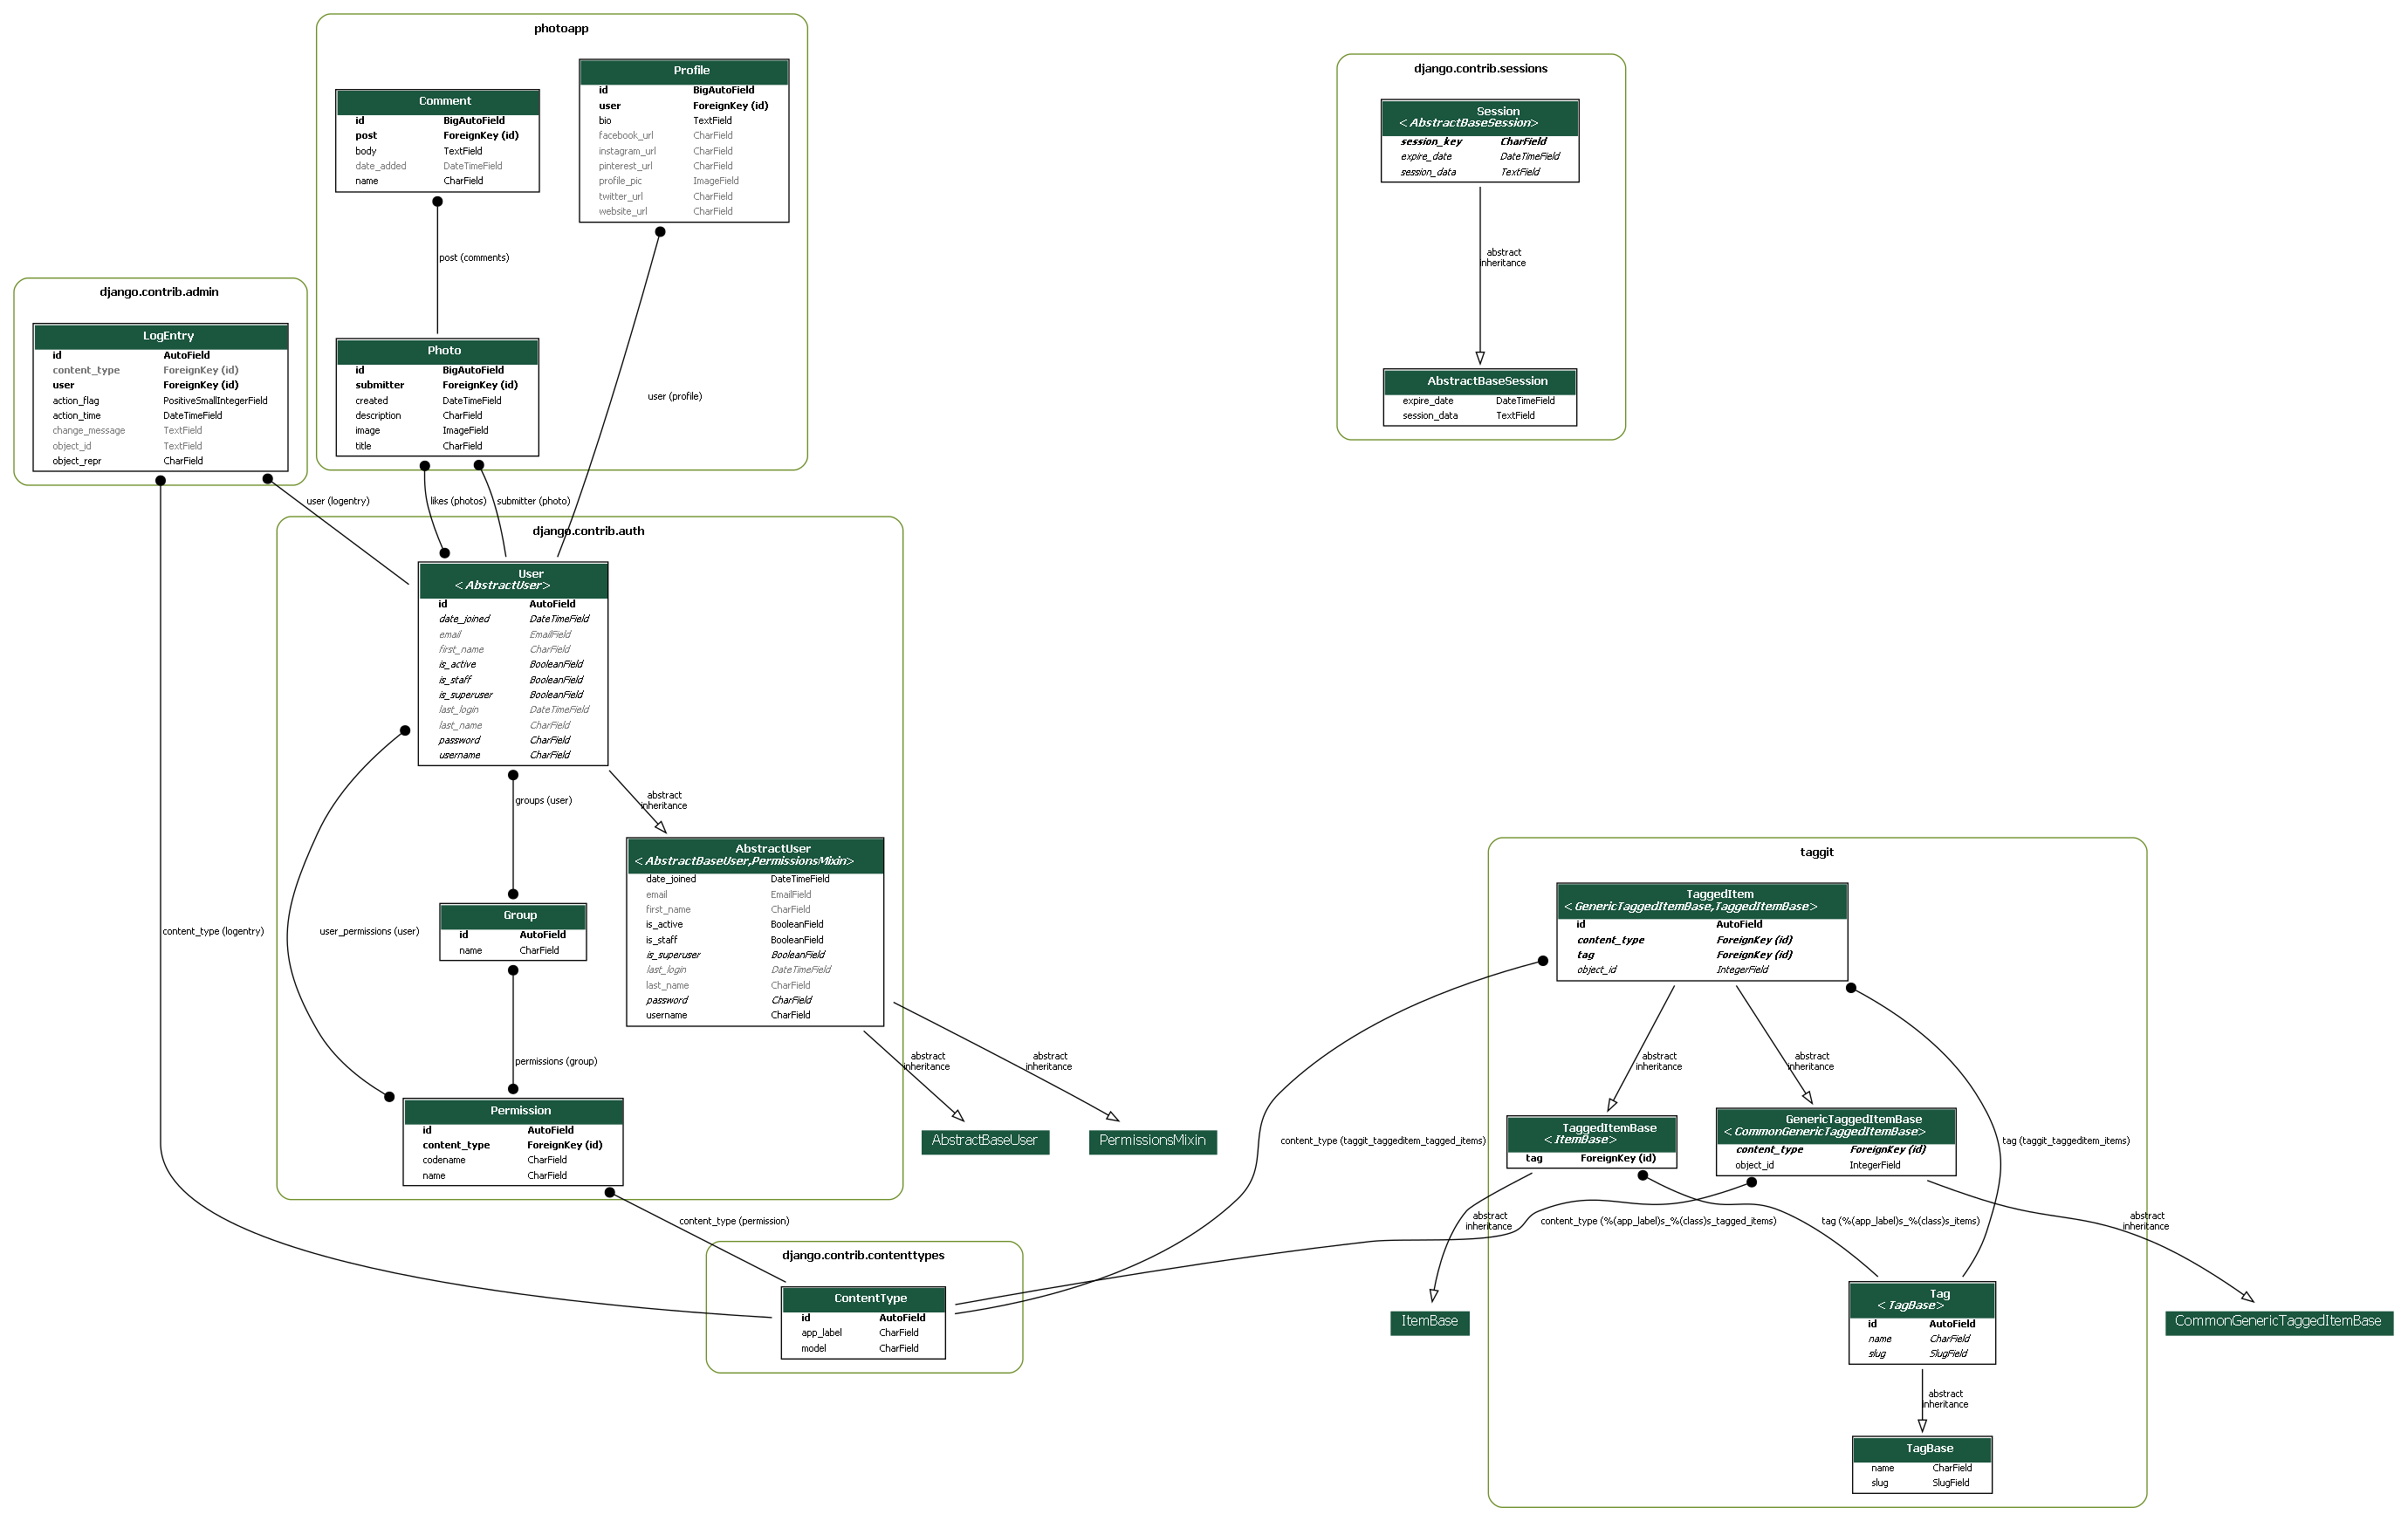 photoapp
Comment
id BigAutoField
post ForeignKey (id)
body TextField
date_added DateTimeField
name CharField
Profile
id BigAutoField
user ForeignKey (id)
bio TextField
facebook_url CharField
instagram_url CharField
pinterest_url CharField
profile_pic ImageField
twitter_url CharField
website_url CharField
post (comments)
user (profile)
Photo
id BigAutoField
submitter ForeignKey (id)
created DateTimeField
description CharField
image ImageField
title CharField
django.contrib.sessions
Session
<AbstractBaseSession>
session_key CharField
expire_date DateTimeField
session_data TextField
abstract
inheritance
AbstractBaseSession
expire_date DateTimeField
session_data TextField
django.contrib.admin
LogEntry
id AutoField
content_type ForeignKey (id)
user ForeignKey (id)
action_flag PositiveSmallIntegerField
action_time DateTimeField
change_message TextField
object_id TextField
object_repr CharField
user (logentry)
likes (photos)
submitter (photo)
django.contrib.auth
User
<AbstractUser>
id AutoField
date_joined DateTimeField
email EmailField
first_name CharField
is_active BooleanField
is_staff BooleanField
is_superuser BooleanField
last_login DateTimeField
last_name CharField
password CharField
username CharField
groups (user)
abstract
inheritance
AbstractUser
<AbstractBaseUser,PermissionsMixin>
date_joined DateTimeField
email EmailField
first_name CharField
is_active BooleanField
is_staff BooleanField
is_superuser BooleanField
last_login DateTimeField
last_name CharField
password CharField
username CharField
Group
id AutoField
name CharField
content_type (logentry)
user_permissions (user)
permissions (group)
abstract
inheritance
abstract
inheritance
Permission
id AutoField
content_type ForeignKey (id)
codename CharField
name CharField
AbstractBaseUser
PermissionsMixin
content_type (permission)
django.contrib.contenttypes
ContentType
id AutoField
app_label CharField
model CharField
taggit
TaggedItem
<GenericTaggedItemBase,TaggedItemBase>
id AutoField
content_type ForeignKey (id)
tag ForeignKey (id)
object_id IntegerField
abstract
inheritance
abstract
inheritance
content_type (taggit_taggeditem_tagged_items)
TaggedItemBase
<ItemBase>
tag ForeignKey (id)
GenericTaggedItemBase
<CommonGenericTaggedItemBase>
content_type ForeignKey (id)
object_id IntegerField
tag (taggit_taggeditem_items)
abstract
inheritance
content_type (%(app_label)s_%(class)s_tagged_items)
tag (%(app_label)s_%(class)s_items)
abstract
inheritance
ItemBase
Tag
<TagBase>
id AutoField
name CharField
slug SlugField
CommonGenericTaggedItemBase
abstract
inheritance
TagBase
name CharField
slug SlugField